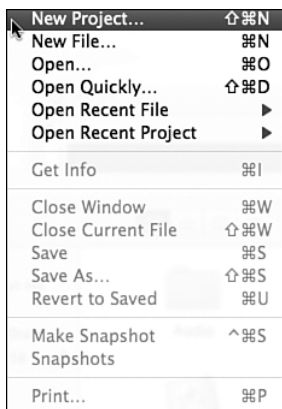 New Project... ⇧⌘N
New File... ⌘N
Open... ⌘O
Open Quickly... ⇧⌘D
Open Recent File ▶
Open Recent Project ▶
Get Info ⌘I
Close Window ⌘W
Close Current File ⇧⌘W
Save ⌘S
Save As... ⇧⌘S
Revert to Saved ⌘U
Make Snapshot ^⌘S
Snapshots
Print... ⌘P